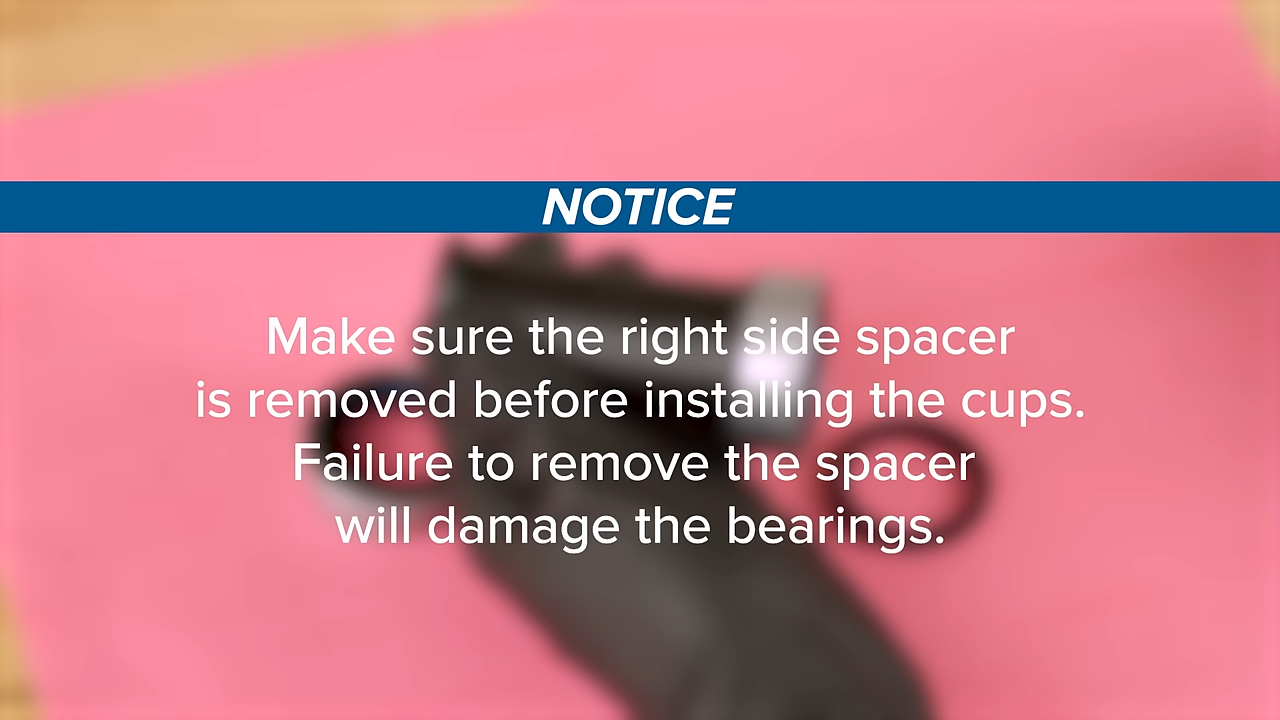 NOTICE
Make sure the right side spacer
is removed before installing the cups.
Failure to remove the spacer
will damage the bearings.